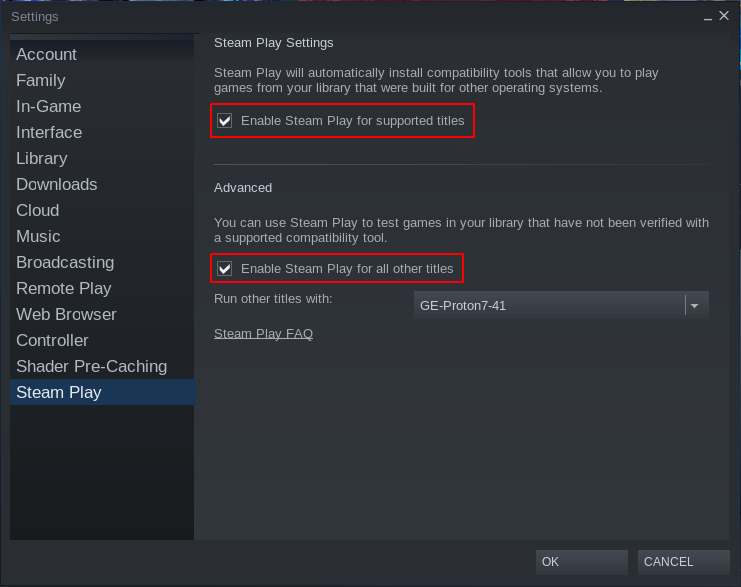 Settings
Account
Family
In-Game
Interface
Library
Downloads
Cloud
Music
Broadcasting
Remote Play
Web Browser
Controller
Shader Pre-Caching
Steam Play
Steam Play Settings
Steam Play will automatically install compatibility tools that allow you to play
games from your library that were built for other operating systems.
Enable Steam Play for supported titles
Advanced
You can use Steam Play to test games in your library that have not been verified with
a supported compatibility tool.
Enable Steam Play for all other titles
Run other titles with:
GE-Proton7-41
Steam Play FAQ
OK
CANCEL